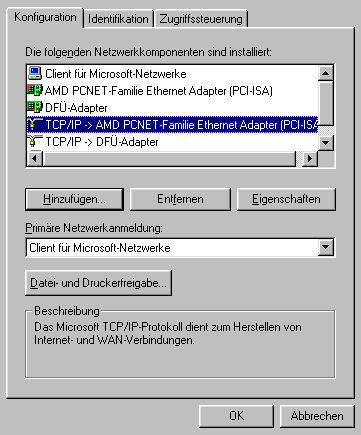 Konfiguration Identifikation Zugriffssteuerung
Die folgenden Netzwerkkomponenten sind installiert:
Client für Microsoft-Netzwerke
AMD PCNET-Familie Ethernet Adapter (PCI-ISA)
DFÜ-Adapter
TCP/IP -> AMD PCNET-Familie Ethernet Adapter (PCI-ISA
TCP/IP -> DFÜ-Adapter
Hinzufügen... Entfernen Eigenschaften
Primäre Netzwerkanmeldung:
Client für Microsoft-Netzwerke
Datei- und Druckerfreigabe...
Beschreibung
Das Microsoft TCP/IP-Protokoll dient zum Herstellen von
Internet- und WAN-Verbindungen.
OK Abbrechen